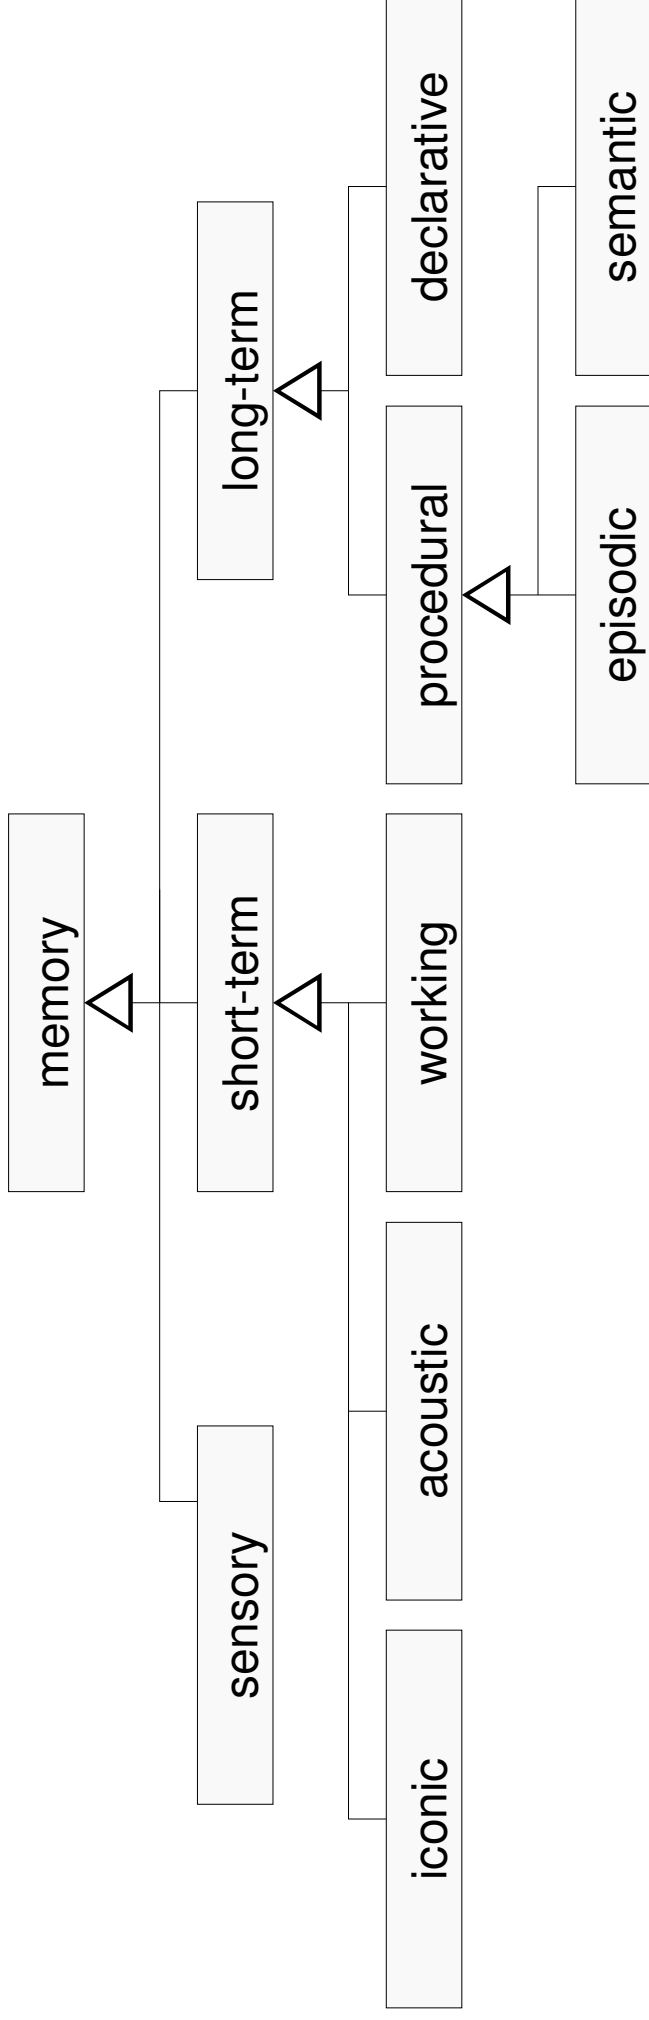 memory
sensory
short-term
long-term
iconic
acoustic
working
procedural
declarative
episodic
semantic